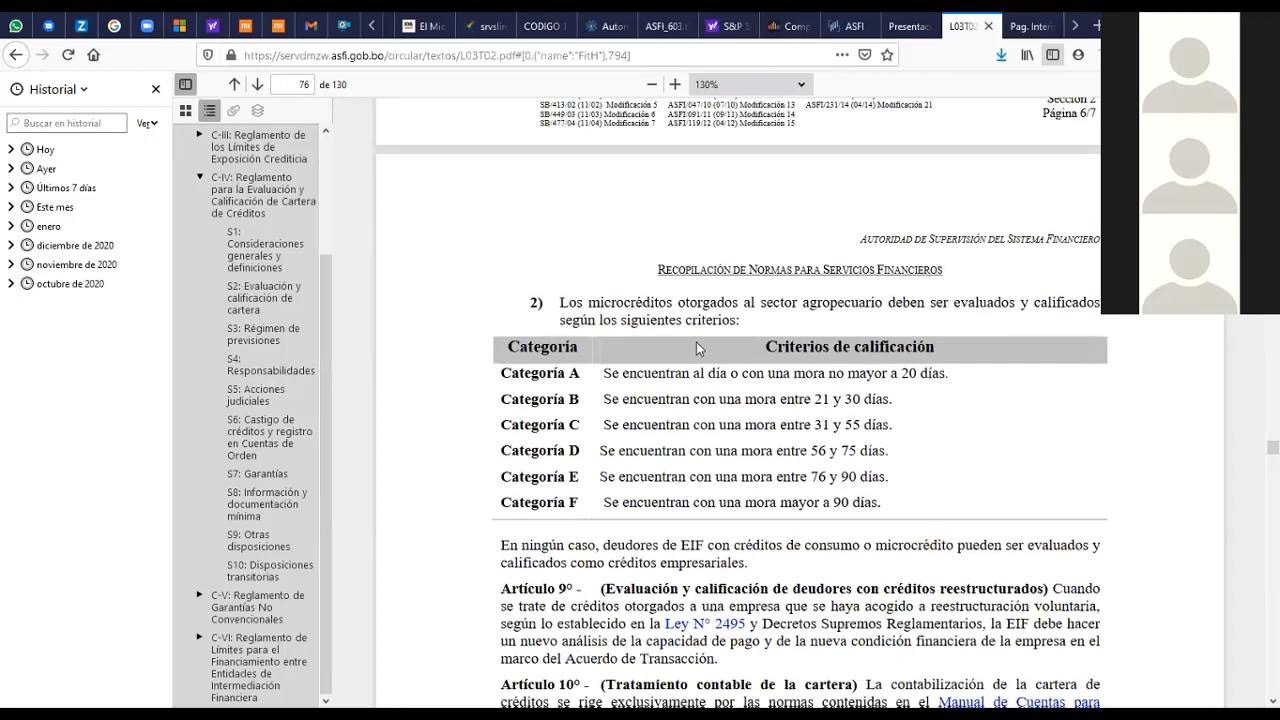 El Mi
srvslim
CODIGO
Auton
ASFI_603.
S&P
Comp
ASFI
Presentac
L03T02
Pag. Interi
https://servdmzw.asfi.gob.bo/circular/textos/L03T02.pdf#[0,{"name":"FitH"},794]
Historial
76 de 130
130%
Buscar en historial
Ver
Hoy
Ayer
Últimos 7 días
Este mes
enero
diciembre de 2020
noviembre de 2020
octubre de 2020
C-III: Reglamento de
los Límites de
Exposición Crediticia
C-IV: Reglamento
para la Evaluación y
Calificación de Cartera
de Créditos
S1:
Consideraciones
generales y
definiciones
S2: Evaluación y
calificación de
cartera
S3: Régimen de
previsiones
S4:
Responsabilidades
S5: Acciones
judiciales
S6: Castigo de
créditos y registro
en Cuentas de
Orden
S7: Garantías
S8: Información y
documentación
mínima
S9: Otras
disposiciones
S10: Disposiciones
transitorias
C-V: Reglamento de
Garantías No
Convencionales
C-VI: Reglamento de
Límites para el
Financiamiento entre
Entidades de
Intermediación
Financiera
SB/413/02 (11/02) Modificación 5 ASFI/047/10 (07/10) Modificación 13 ASFI/231/14 (04/14) Modificación 21
SB/449/03 (11/03) Modificación 6 ASFI/091/11 (09/11) Modificación 14
SB/477/04 (11/04) Modificación 7 ASFI/119/12 (04/12) Modificación 15
Sección 2
Página 6/7
AUTORIDAD DE SUPERVISIÓN DEL SISTEMA FINANCIERO
RECOPILACIÓN DE NORMAS PARA SERVICIOS FINANCIEROS
2) Los microcréditos otorgados al sector agropecuario deben ser evaluados y calificados
según los siguientes criterios:
Categoría Criterios de calificación
Categoría A Se encuentran al día o con una mora no mayor a 20 días.
Categoría B Se encuentran con una mora entre 21 y 30 días.
Categoría C Se encuentran con una mora entre 31 y 55 días.
Categoría D Se encuentran con una mora entre 56 y 75 días.
Categoría E Se encuentran con una mora entre 76 y 90 días.
Categoría F Se encuentran con una mora mayor a 90 días.
En ningún caso, deudores de EIF con créditos de consumo o microcrédito pueden ser evaluados y
calificados como créditos empresariales.
Artículo 9° - (Evaluación y calificación de deudores con créditos reestructurados) Cuando
se trate de créditos otorgados a una empresa que se haya acogido a reestructuración voluntaria,
según lo establecido en la Ley N° 2495 y Decretos Supremos Reglamentarios, la EIF debe hacer
un nuevo análisis de la capacidad de pago y de la nueva condición financiera de la empresa en el
marco del Acuerdo de Transacción.
Artículo 10° - (Tratamiento contable de la cartera) La contabilización de la cartera de
créditos se rige exclusivamente por las normas contenidas en el Manual de Cuentas para